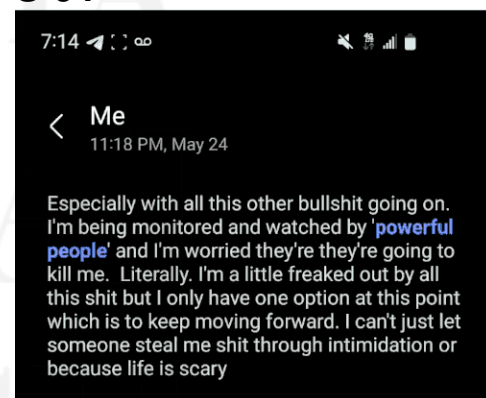 7:14
Me
11:18 PM, May 24
Especially with all this other bullshit going on.
I'm being monitored and watched by 'powerful
people' and I'm worried they're they're going to
kill me.  Literally. I'm a little freaked out by all
this shit but I only have one option at this point
which is to keep moving forward. I can't just let
someone steal me shit through intimidation or
because life is scary